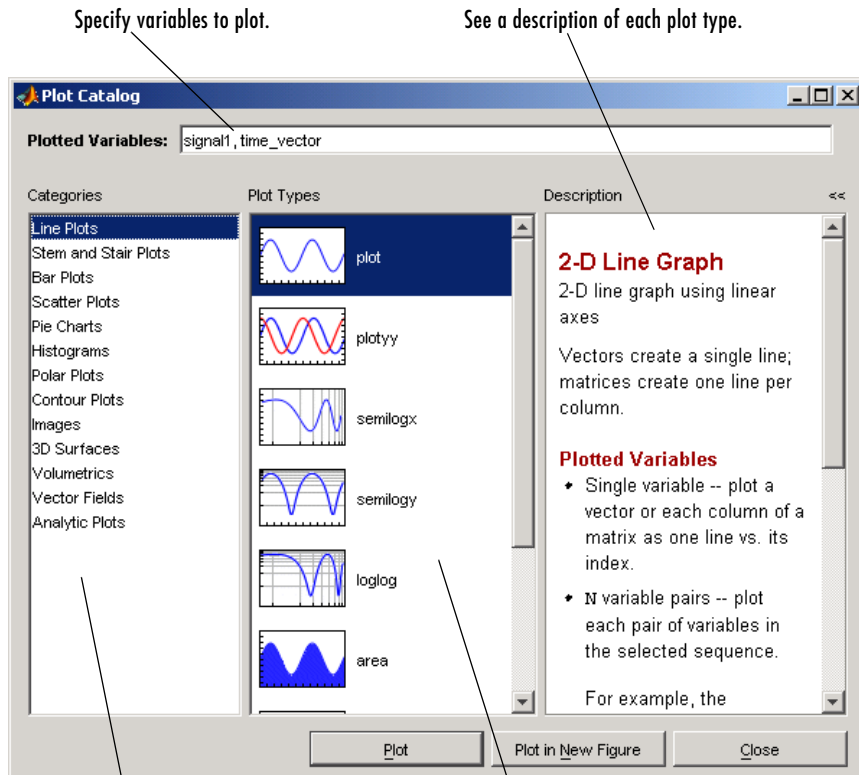 Specify variables to plot.
See a description of each plot type.
Plot Catalog
Plotted Variables: signal1,time_vector
Categories
Line Plots
Stem and Stair Plots
Bar Plots
Scatter Plots
Pie Charts
Histograms
Polar Plots
Contour Plots
Images
3D Surfaces
Volumetrics
Vector Fields
Analytic Plots
Plot Types
plot
plotyy
semilogx
semilogy
loglog
area
Description <<
2-D Line Graph
2-D line graph using linear
axes
Vectors create a single line;
matrices create one line per
column.
Plotted Variables
• Single variable -- plot a
vector or each column of a
matrix as one line vs. its
index.
• N variable pairs -- plot
each pair of variables in
the selected sequence.
For example, the
Plot
Plot in New Figure
Close